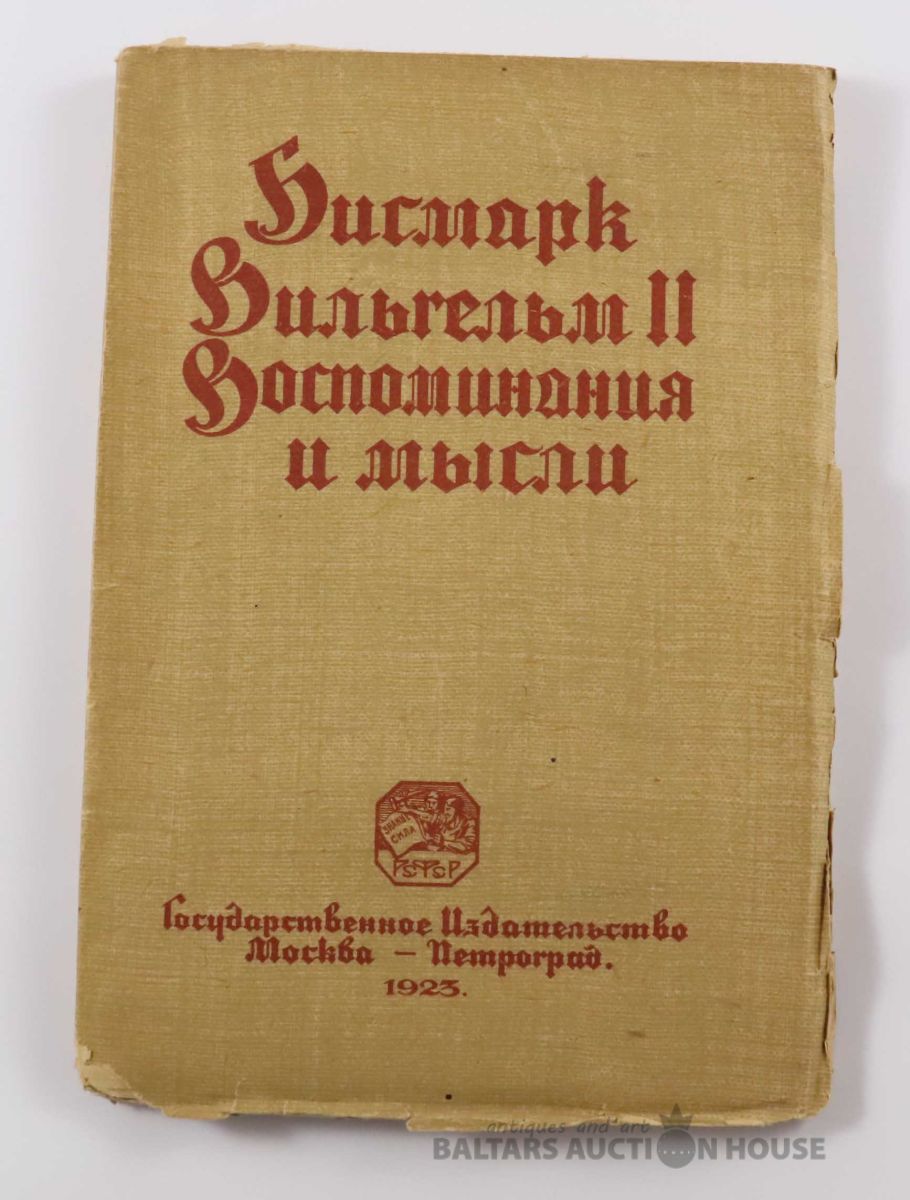 Бисмарк
Вильгельм II
Воспоминания
и мысли
ЗНАНИЕ
СИЛА
РСФСР
Государственное Издательство
Москва — Петроград.
1923.
antiques and art
BALTARS AUCTION HOUSE